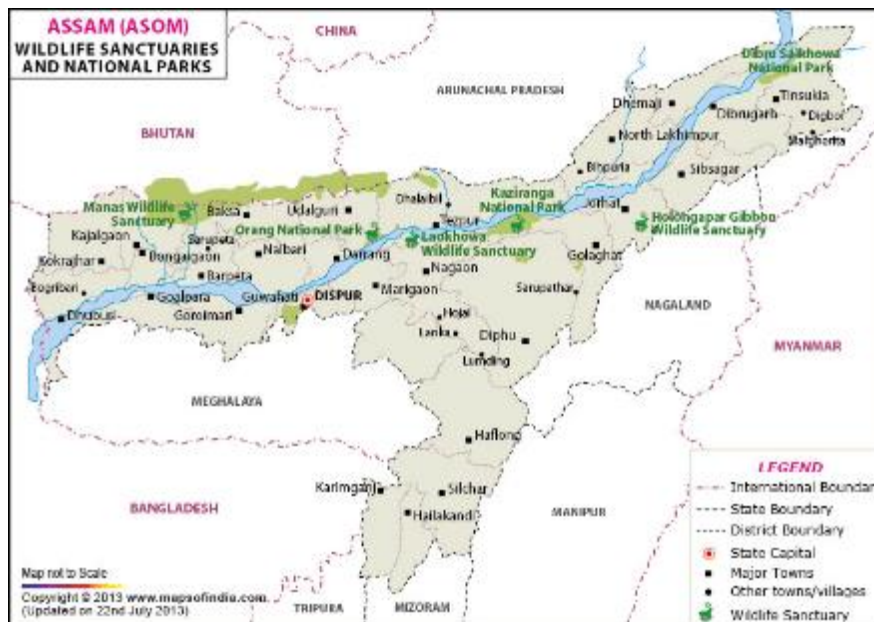 ASSAM (ASOM)
WILDLIFE SANCTUARIES
AND NATIONAL PARKS
CHINA
ARUNACHAL PRADESH
BHUTAN
Dibru Saikhowa
National Park
Dhemaji
Tinsukia
Dibrugarh
Digboi
Margherita
North Lakhimpur
Bihpuria
Sibsagar
Manas Wildlife
Sanctuary
Baksa
Udalguri
Dhalaibil
Kaziranga
National Park
Tezpur
Jorhat
Holongapar Gibbon
Wildlife Sanctuary
Orang National Park
Laokhowa
Wildlife Sanctuary
Kajalgaon
Sarupeta
Nalbari
Kokrajhar
Bongaigaon
Darrang
Golaghat
Barpeta
Nagaon
Bogribari
Goalpara
Guwahati
DISPUR
Marigaon
Sarupathar
NAGALAND
Dhuburi
Goroimari
Hojai
Lanka
Diphu
Lumding
MYANMAR
MEGHALAYA
Haflong
BANGLADESH
Karimganj
Silchar
Hailakandi
MANIPUR
TRIPURA
MIZORAM
LEGEND
International Boundar
State Boundary
District Boundary
State Capital
Major Towns
Other towns/villages
Wildlife Sanctuary
Map not to Scale
Copyright © 2013 www.mapsofindia.com
(Updated on 22nd July 2013)